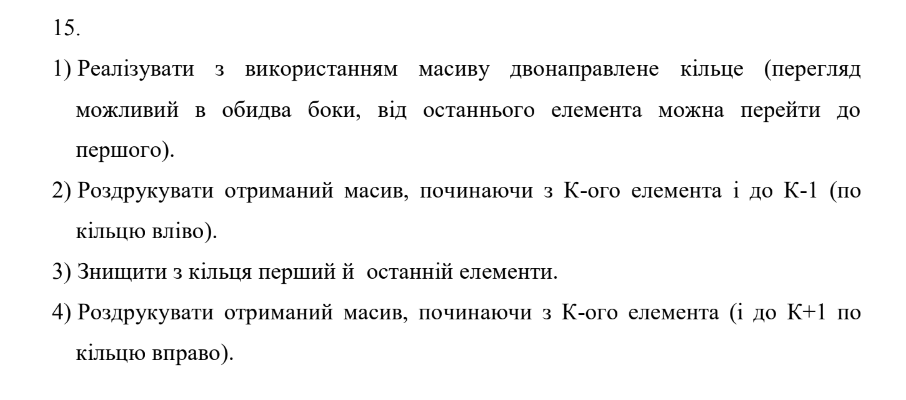 15.
1) Реалізувати з використанням масиву двонаправлене кільце (перегляд
можливий в обидва боки, від останнього елемента можна перейти до
першого).
2) Роздрукувати отриманий масив, починаючи з К-ого елемента і до К-1 (по
кільцю вліво).
3) Знищити з кільця перший й останній елементи.
4) Роздрукувати отриманий масив, починаючи з К-ого елемента (і до К+1 по
кільцю вправо).